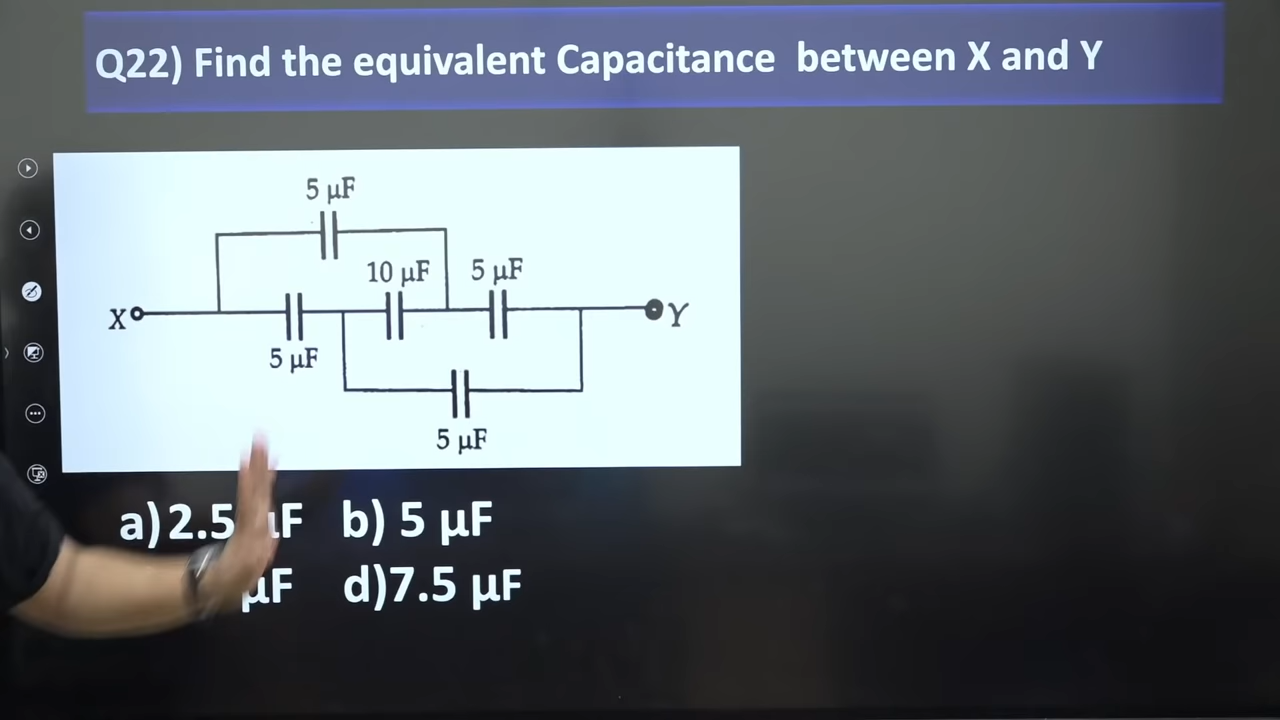 Q22) Find the equivalent Capacitance between X and Y
5 μF
10 μF 5 μF
X Y
5 μF
5 μF
a) 2.5 F b) 5 μF
μF d)7.5 μF